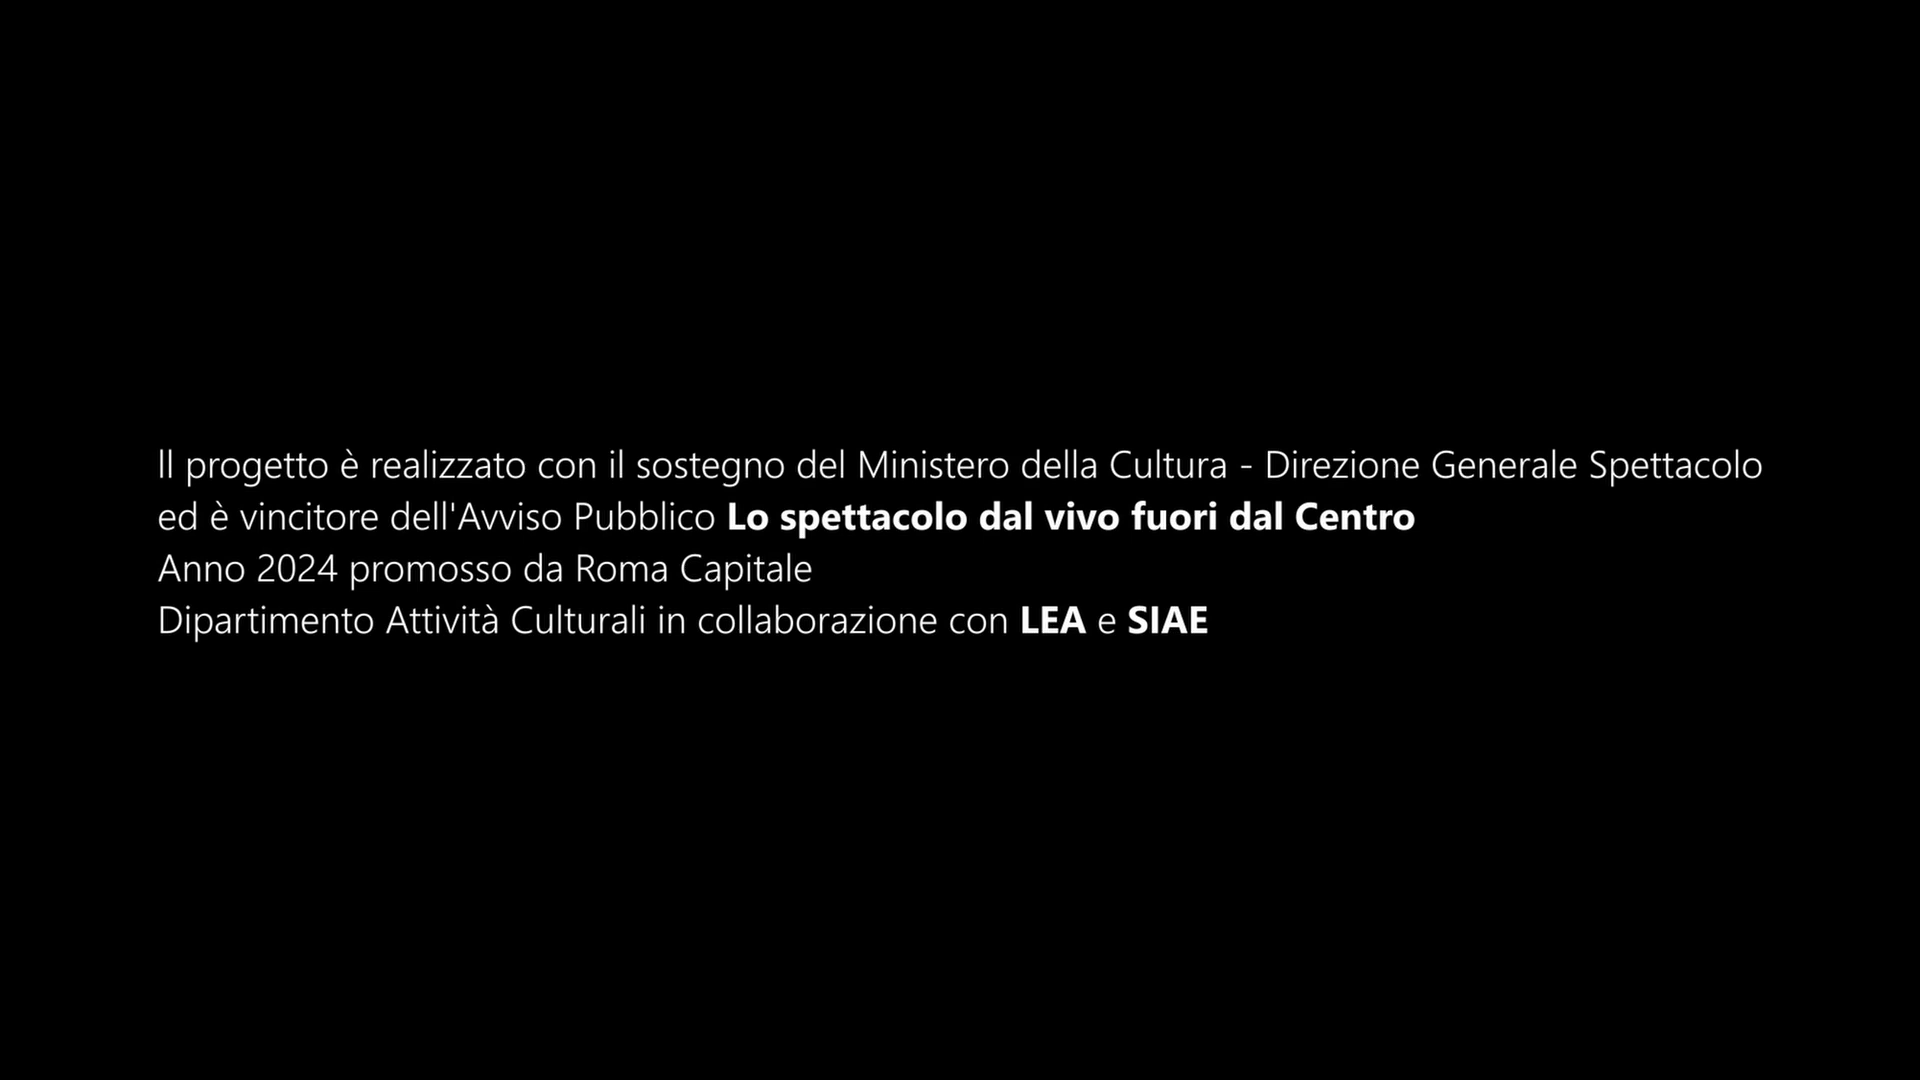 Il progetto è realizzato con il sostegno del Ministero della Cultura - Direzione Generale Spettacolo
ed è vincitore dell'Avviso Pubblico Lo spettacolo dal vivo fuori dal Centro
Anno 2024 promosso da Roma Capitale
Dipartimento Attività Culturali in collaborazione con LEA e SIAE